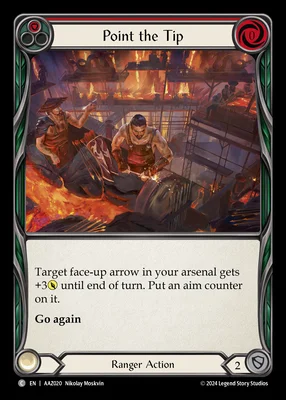 Point the Tip
Target face-up arrow in your arsenal gets
+3 until end of turn. Put an aim counter
on it.
Go again
Ranger Action
2
C EN | AAZ020 Nikolay Moskvin
© 2024 Legend Story Studios